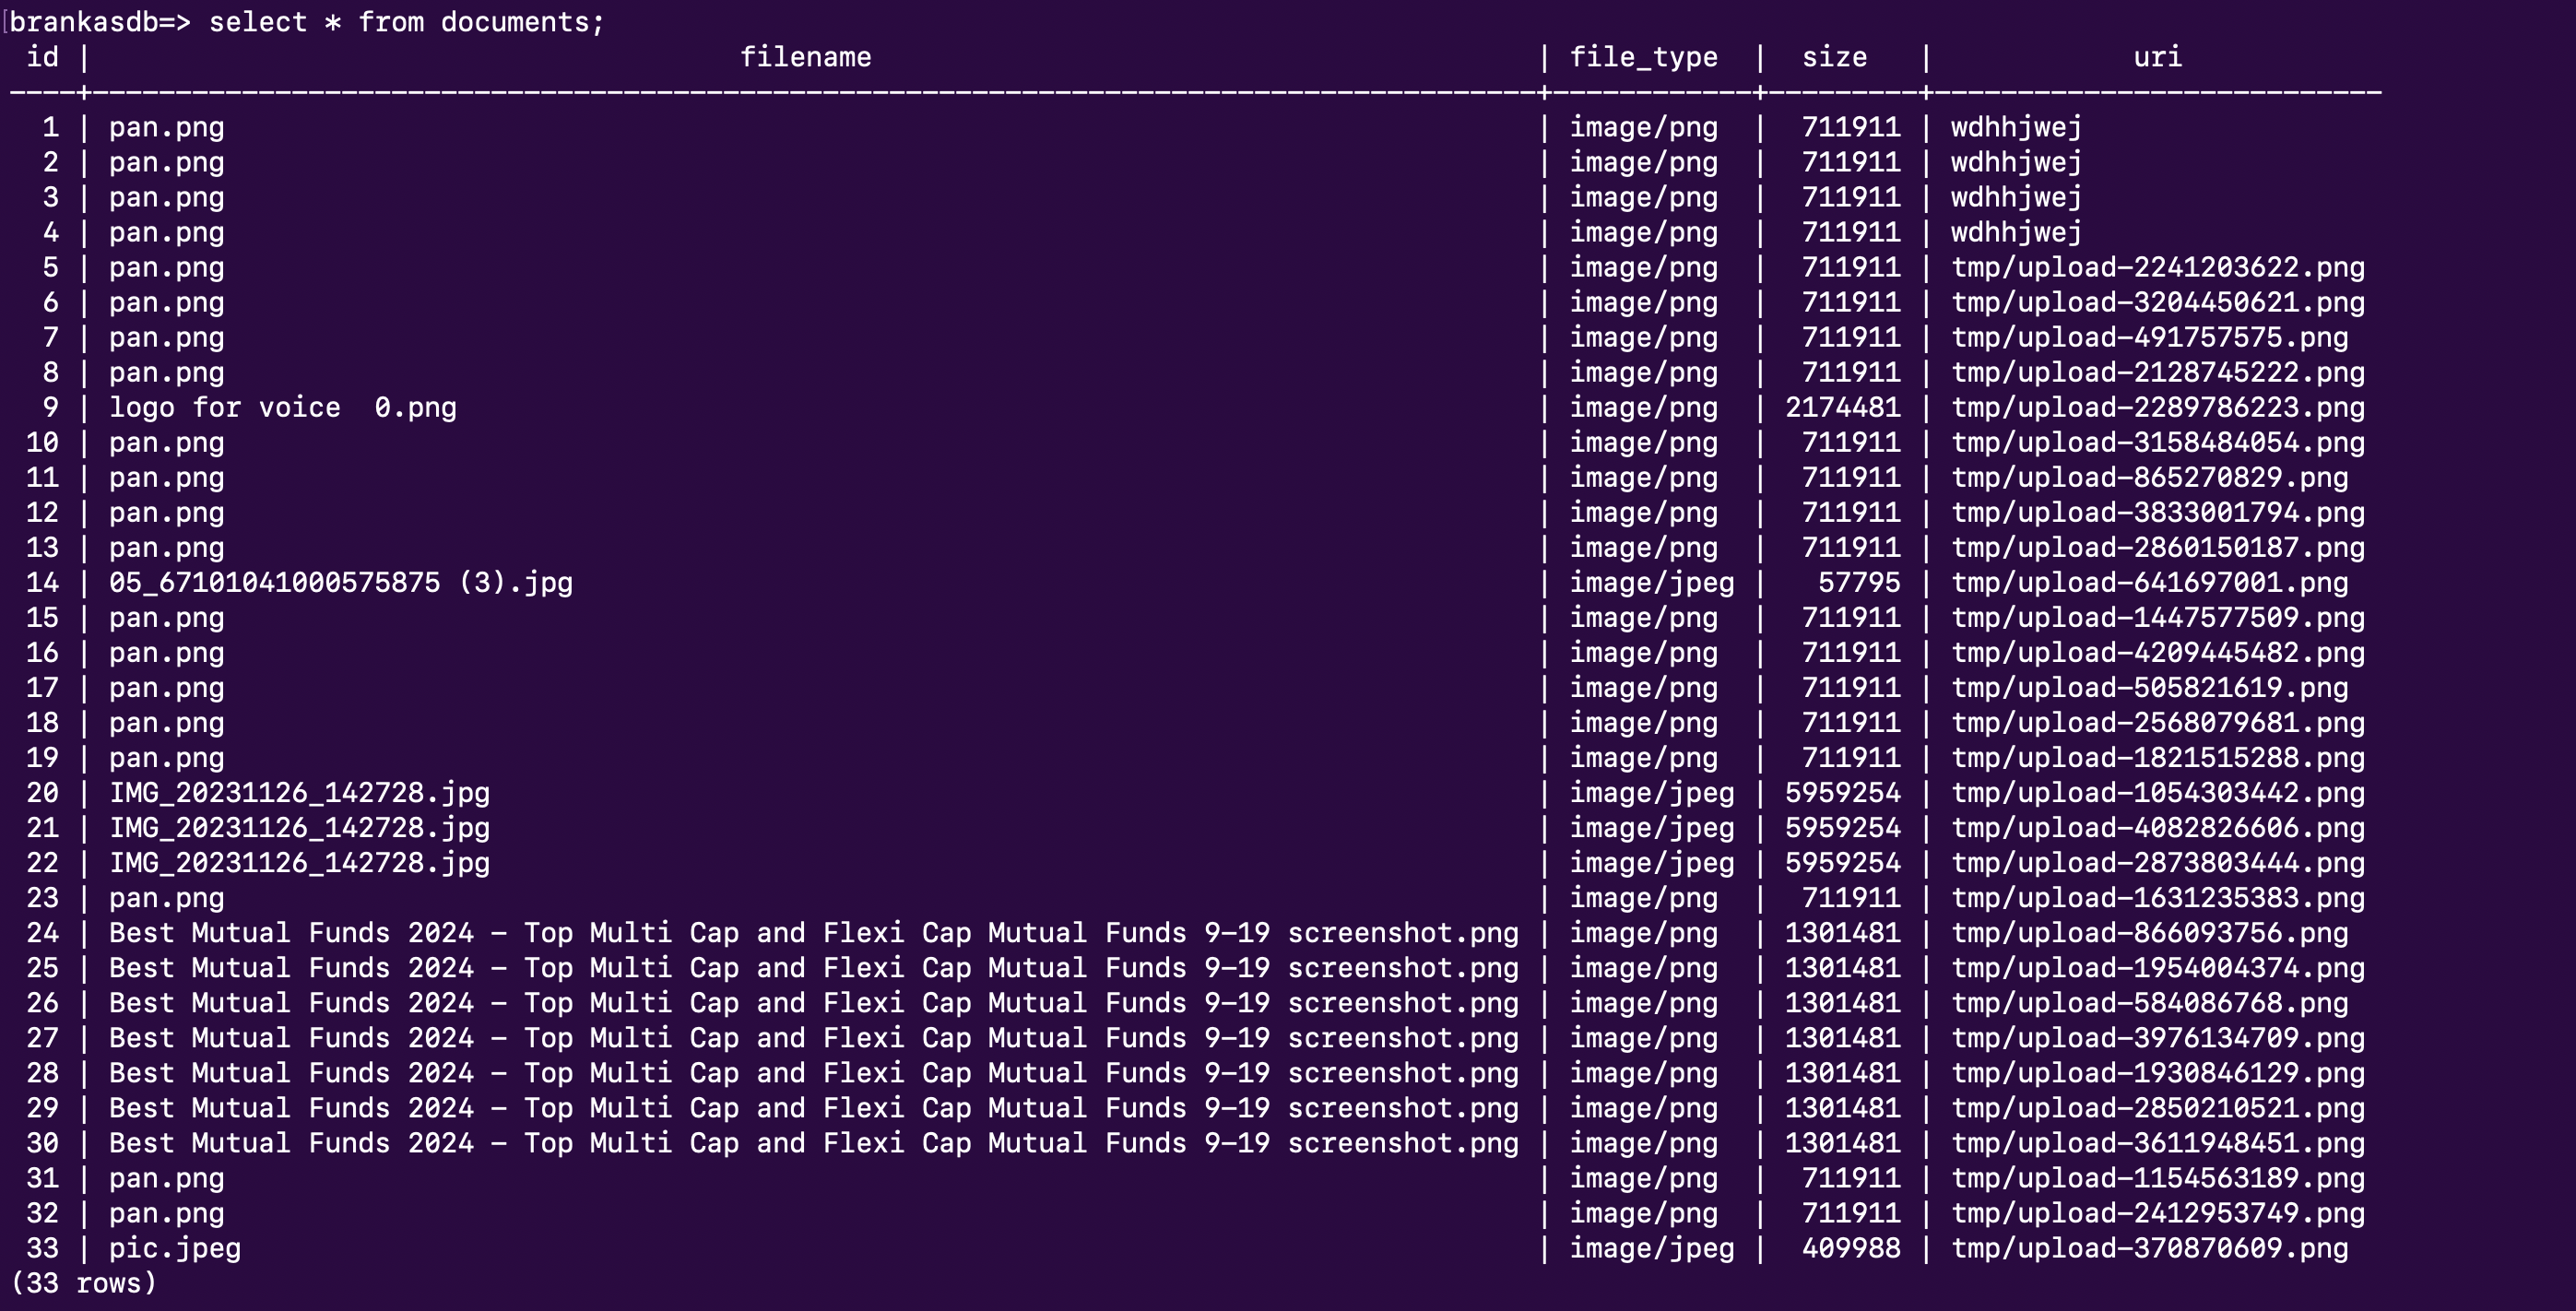 brankasdb=> select * from documents;
 id |                                       filename                                        | file_type  |  size   |            uri
----+---------------------------------------------------------------------------------------+------------+---------+---------------------------
  1 | pan.png | image/png | 711911 | wdhhjwej
  2 | pan.png | image/png | 711911 | wdhhjwej
  3 | pan.png | image/png | 711911 | wdhhjwej
  4 | pan.png | image/png | 711911 | wdhhjwej
  5 | pan.png | image/png | 711911 | tmp/upload-2241203622.png
  6 | pan.png | image/png | 711911 | tmp/upload-3204450621.png
  7 | pan.png | image/png | 711911 | tmp/upload-491757575.png
  8 | pan.png | image/png | 711911 | tmp/upload-2128745222.png
  9 | logo for voice  0.png | image/png | 2174481 | tmp/upload-2289786223.png
 10 | pan.png | image/png | 711911 | tmp/upload-3158484054.png
 11 | pan.png | image/png | 711911 | tmp/upload-865270829.png
 12 | pan.png | image/png | 711911 | tmp/upload-3833001794.png
 13 | pan.png | image/png | 711911 | tmp/upload-2860150187.png
 14 | 05_67101041000575875 (3).jpg | image/jpeg | 57795 | tmp/upload-641697001.png
 15 | pan.png | image/png | 711911 | tmp/upload-1447577509.png
 16 | pan.png | image/png | 711911 | tmp/upload-4209445482.png
 17 | pan.png | image/png | 711911 | tmp/upload-505821619.png
 18 | pan.png | image/png | 711911 | tmp/upload-2568079681.png
 19 | pan.png | image/png | 711911 | tmp/upload-1821515288.png
 20 | IMG_20231126_142728.jpg | image/jpeg | 5959254 | tmp/upload-1054303442.png
 21 | IMG_20231126_142728.jpg | image/jpeg | 5959254 | tmp/upload-4082826606.png
 22 | IMG_20231126_142728.jpg | image/jpeg | 5959254 | tmp/upload-2873803444.png
 23 | pan.png | image/png | 711911 | tmp/upload-1631235383.png
 24 | Best Mutual Funds 2024 - Top Multi Cap and Flexi Cap Mutual Funds 9-19 screenshot.png | image/png | 1301481 | tmp/upload-866093756.png
 25 | Best Mutual Funds 2024 - Top Multi Cap and Flexi Cap Mutual Funds 9-19 screenshot.png | image/png | 1301481 | tmp/upload-1954004374.png
 26 | Best Mutual Funds 2024 - Top Multi Cap and Flexi Cap Mutual Funds 9-19 screenshot.png | image/png | 1301481 | tmp/upload-584086768.png
 27 | Best Mutual Funds 2024 - Top Multi Cap and Flexi Cap Mutual Funds 9-19 screenshot.png | image/png | 1301481 | tmp/upload-3976134709.png
 28 | Best Mutual Funds 2024 - Top Multi Cap and Flexi Cap Mutual Funds 9-19 screenshot.png | image/png | 1301481 | tmp/upload-1930846129.png
 29 | Best Mutual Funds 2024 - Top Multi Cap and Flexi Cap Mutual Funds 9-19 screenshot.png | image/png | 1301481 | tmp/upload-2850210521.png
 30 | Best Mutual Funds 2024 - Top Multi Cap and Flexi Cap Mutual Funds 9-19 screenshot.png | image/png | 1301481 | tmp/upload-3611948451.png
 31 | pan.png | image/png | 711911 | tmp/upload-1154563189.png
 32 | pan.png | image/png | 711911 | tmp/upload-2412953749.png
 33 | pic.jpeg | image/jpeg | 409988 | tmp/upload-370870609.png
(33 rows)